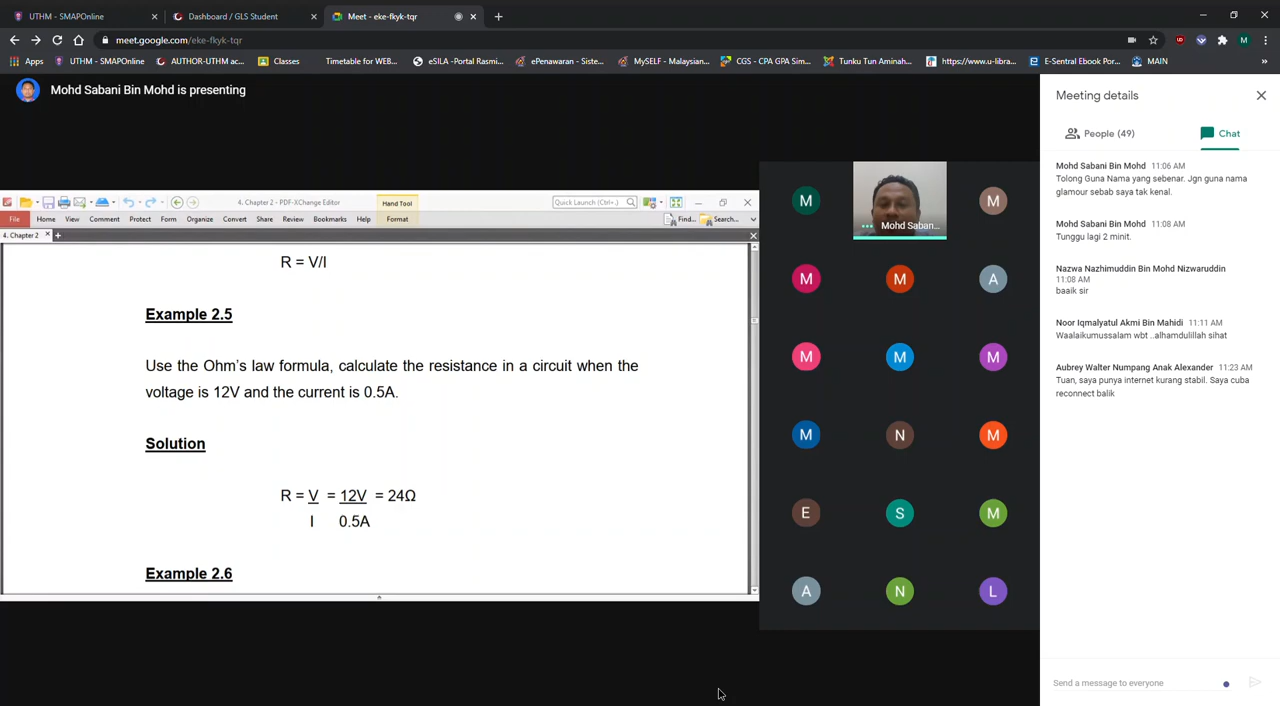 UTHM - SMAPOnline
Dashboard / GLS Student
Meet - eke-fkyk-tqr
meet.google.com/eke-fkyk-tqr
M
Apps
UTHM - SMAPOnline
AUTHOR-UTHM ac...
Classes
Timetable for WEB...
eSILA -Portal Rasmi...
ePenawaran - Siste...
MySELF - Malaysian...
CGS - CPA GPA Sim...
Tunku Tun Aminah...
https://www.u-libra...
E-Sentral Ebook Por...
MAIN
»
Mohd Sabani Bin Mohd is presenting
4. Chapter 2 - PDF-XChange Editor
Hand Tool
Quick Launch (Ctrl+.)
File
Home
View
Comment
Protect
Form
Organize
Convert
Share
Review
Bookmarks
Help
Format
Find...
Search...
4. Chapter 2
R = V/I
Example 2.5
Use the Ohm's law formula, calculate the resistance in a circuit when the
voltage is 12V and the current is 0.5A.
Solution
R = V = 12V = 24Ω
I 0.5A
Example 2.6
M
Mohd Saban...
M
M
M
A
M
M
M
M
N
M
E
S
M
A
N
L
Meeting details
People (49)
Chat
Mohd Sabani Bin Mohd 11:06 AM
Tolong Guna Nama yang sebenar. Jgn guna nama
glamour sebab saya tak kenal.
Mohd Sabani Bin Mohd 11:08 AM
Tunggu lagi 2 minit.
Nazwa Nazhimuddin Bin Mohd Nizwaruddin
11:08 AM
baaik sir
Noor Iqmalyatul Akmi Bin Mahidi 11:11 AM
Waalaikumussalam wbt ..alhamdulillah sihat
Aubrey Walter Numpang Anak Alexander 11:23 AM
Tuan, saya punya internet kurang stabil. Saya cuba
reconnect balik
Send a message to everyone